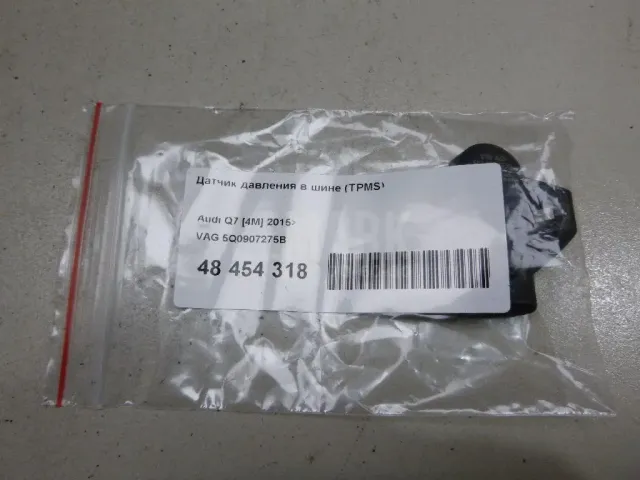 Датчик давления в шине (TPMS)
Audi Q7 [4M] 2015>
VAG 5Q0907275B
48 454 318